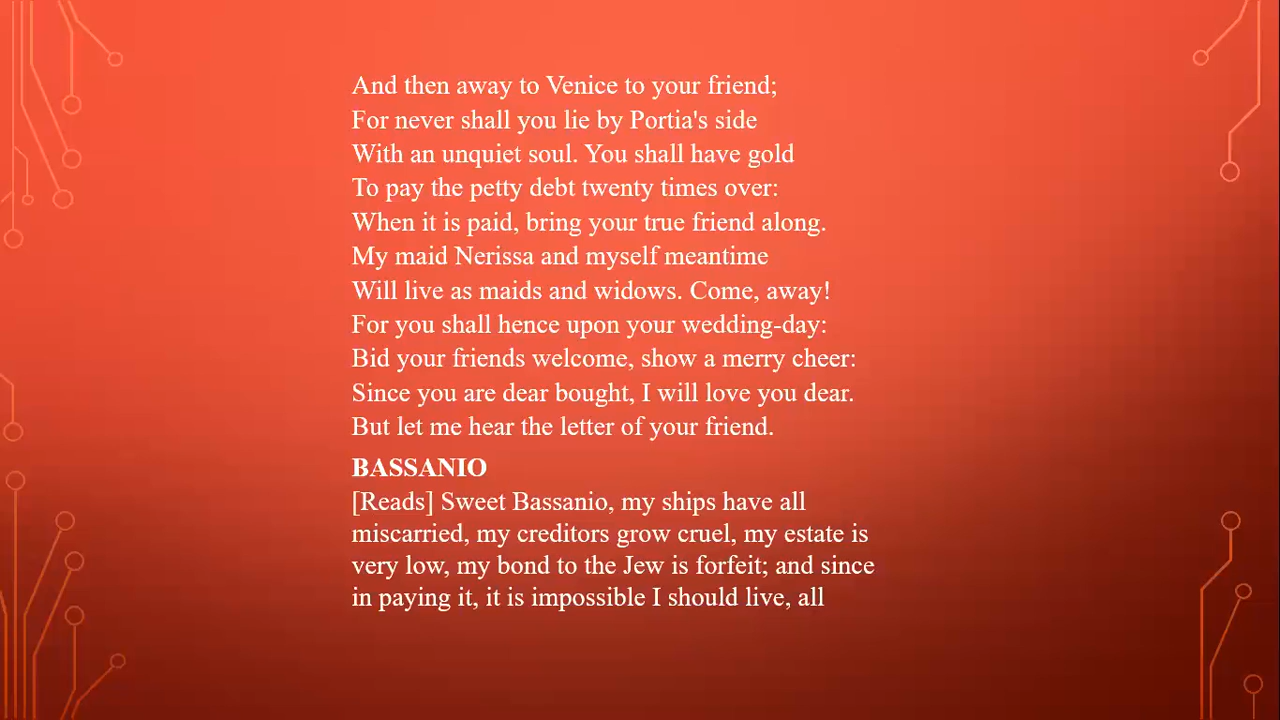 And then away to Venice to your friend;
For never shall you lie by Portia's side
With an unquiet soul. You shall have gold
To pay the petty debt twenty times over:
When it is paid, bring your true friend along.
My maid Nerissa and myself meantime
Will live as maids and widows. Come, away!
For you shall hence upon your wedding-day:
Bid your friends welcome, show a merry cheer:
Since you are dear bought, I will love you dear.
But let me hear the letter of your friend.
BASSANIO
[Reads] Sweet Bassanio, my ships have all
miscarried, my creditors grow cruel, my estate is
very low, my bond to the Jew is forfeit; and since
in paying it, it is impossible I should live, all